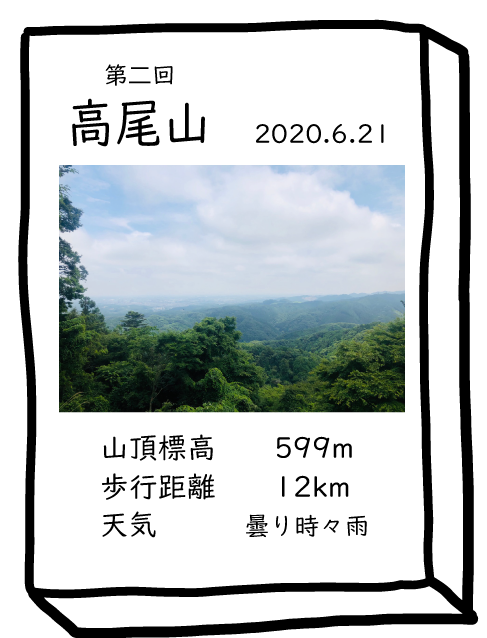 第二回
高尾山 2020.6.21
山頂標高 599m
歩行距離 12km
天気 曇り時々雨